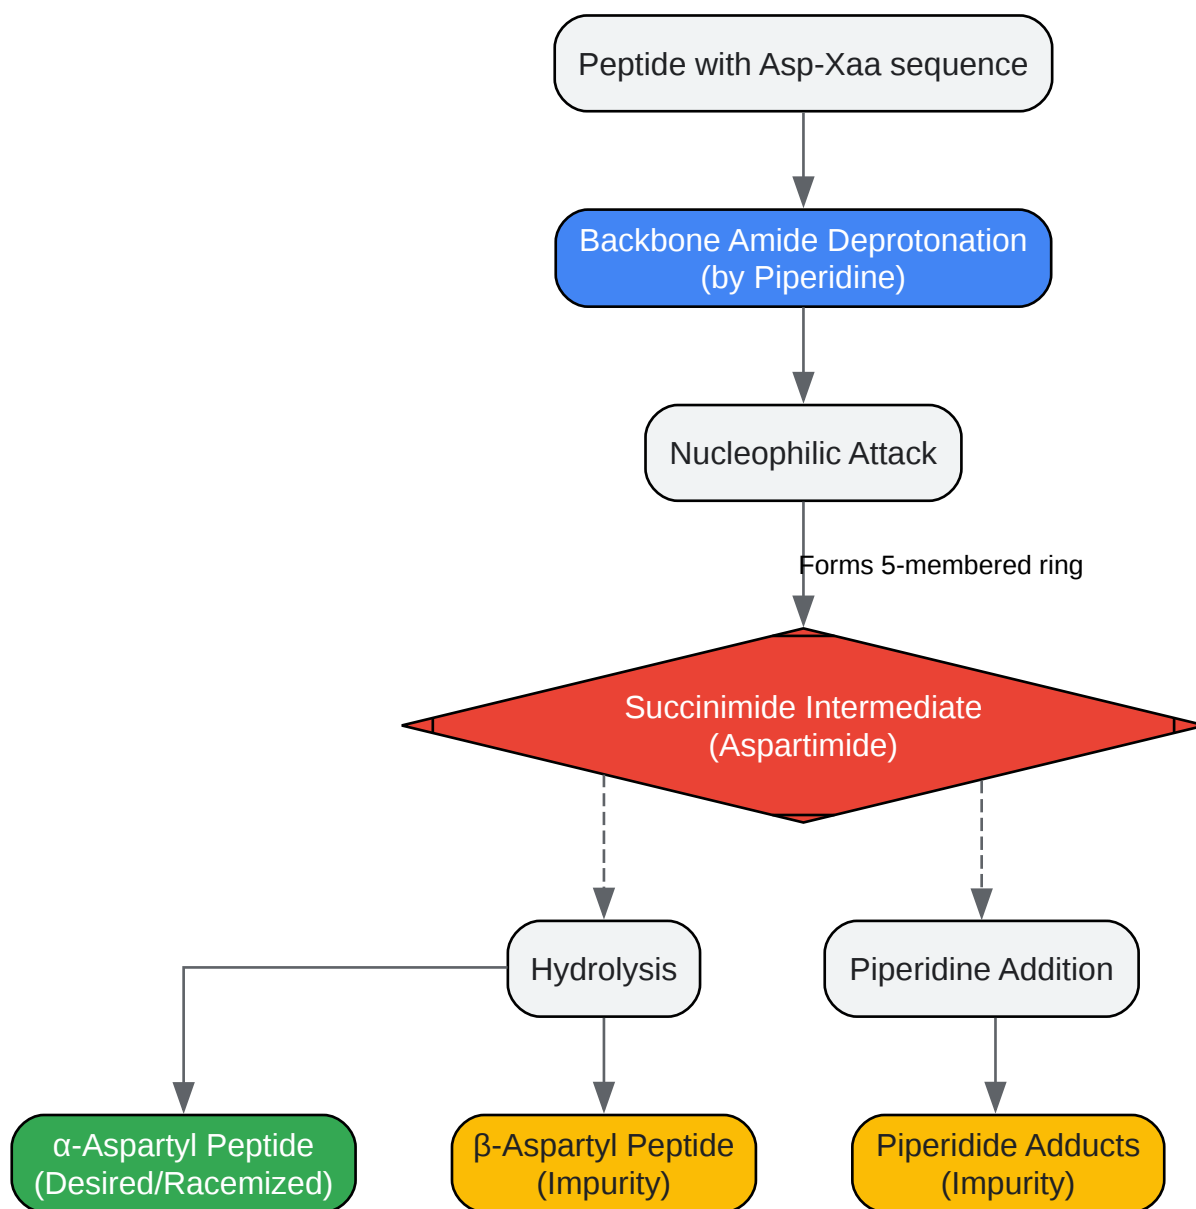 Peptide with Asp-Xaa sequence
Backbone Amide Deprotonation
(by Piperidine)
Nucleophilic Attack
Forms 5-membered ring
Succinimide Intermediate
(Aspartimide)
Hydrolysis
Piperidine Addition
α-Aspartyl Peptide
(Desired/Racemized)
β-Aspartyl Peptide
(Impurity)
Piperidide Adducts
(Impurity)